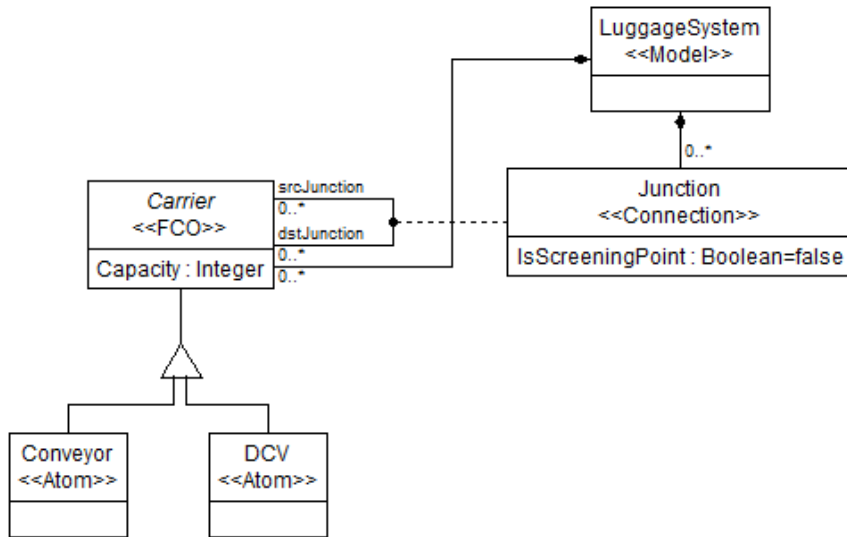 LuggageSystem
<<Model>>
0..*
Junction
<<Connection>>
IsScreeningPoint : Boolean=false
srcJunction
0..*
dstJunction
0..*
0..*
Carrier
<<FCO>>
Capacity : Integer
Conveyor
<<Atom>>
DCV
<<Atom>>